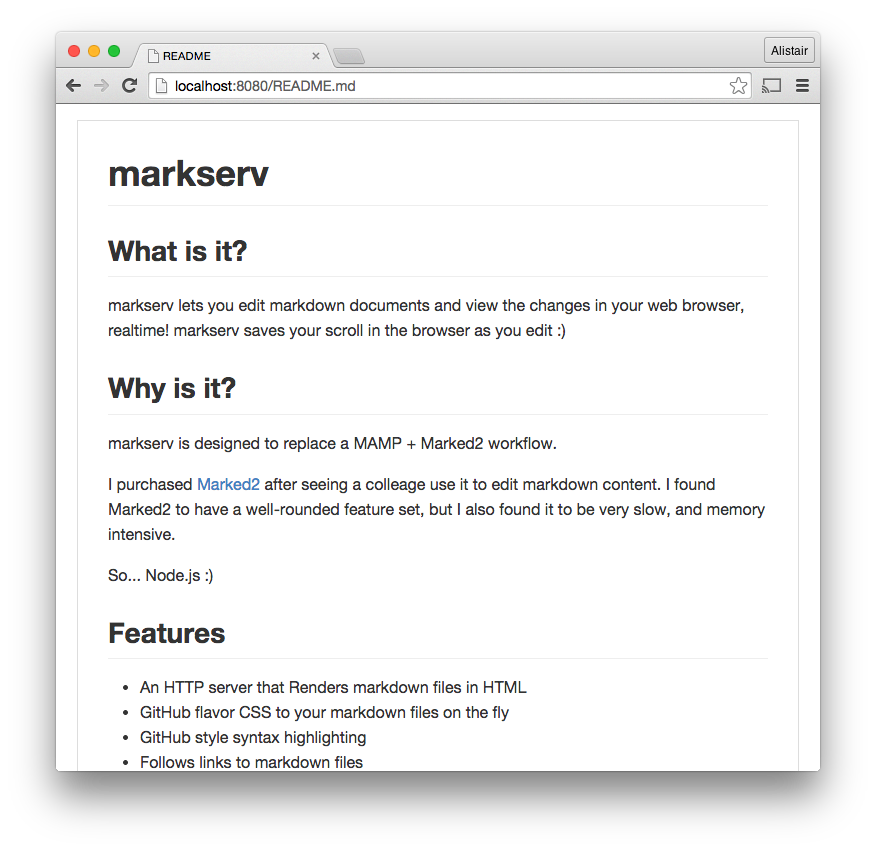 README
Alistair
localhost:8080/README.md
markserv
What is it?
markserv lets you edit markdown documents and view the changes in your web browser,
realtime! markserv saves your scroll in the browser as you edit :)
Why is it?
markserv is designed to replace a MAMP + Marked2 workflow.
I purchased Marked2 after seeing a colleage use it to edit markdown content. I found
Marked2 to have a well-rounded feature set, but I also found it to be very slow, and memory
intensive.
So... Node.js :)
Features
• An HTTP server that Renders markdown files in HTML
• GitHub flavor CSS to your markdown files on the fly
• GitHub style syntax highlighting
• Follows links to markdown files